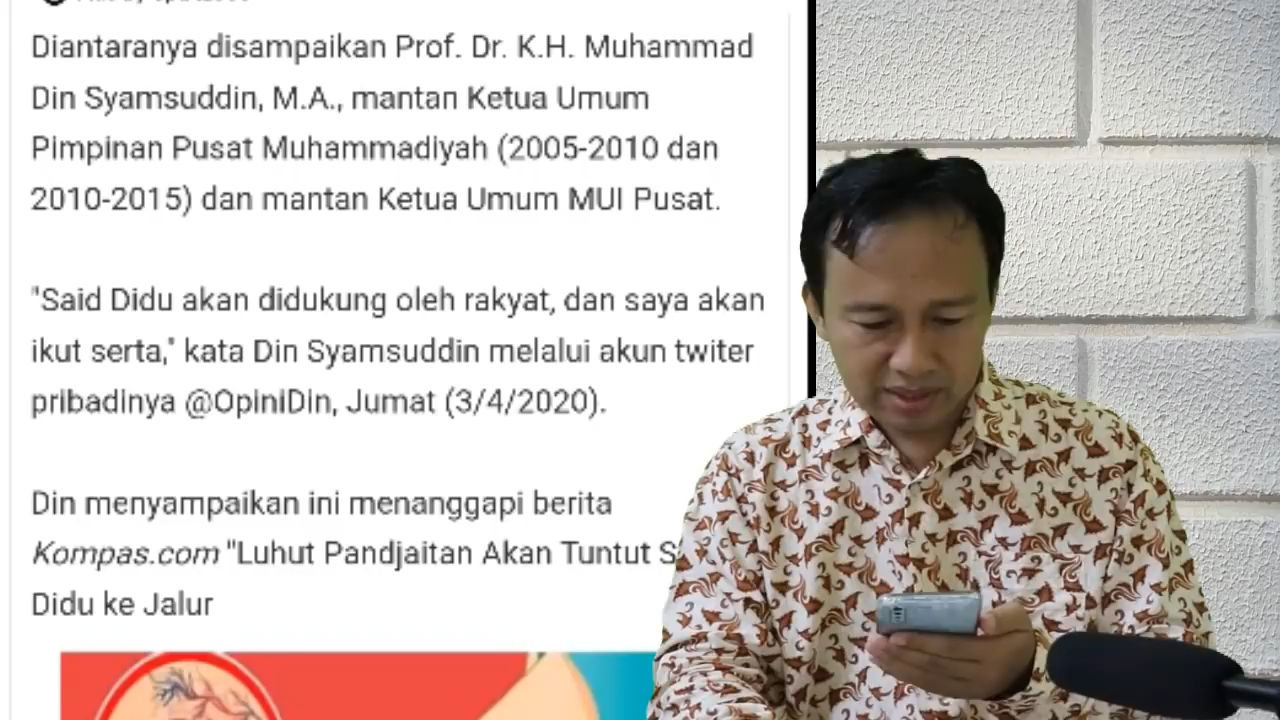 Diantaranya disampaikan Prof. Dr. K.H. Muhammad
Din Syamsuddin, M.A., mantan Ketua Umum
Pimpinan Pusat Muhammadiyah (2005-2010 dan
2010-2015) dan mantan Ketua Umum MUI Pusat.
"Said Didu akan didukung oleh rakyat, dan saya akan
ikut serta," kata Din Syamsuddin melalui akun twiter
pribadinya @OpiniDin, Jumat (3/4/2020).
Din menyampaikan ini menanggapi berita
Kompas.com "Luhut Pandjaitan Akan Tuntut S
Didu ke Jalur